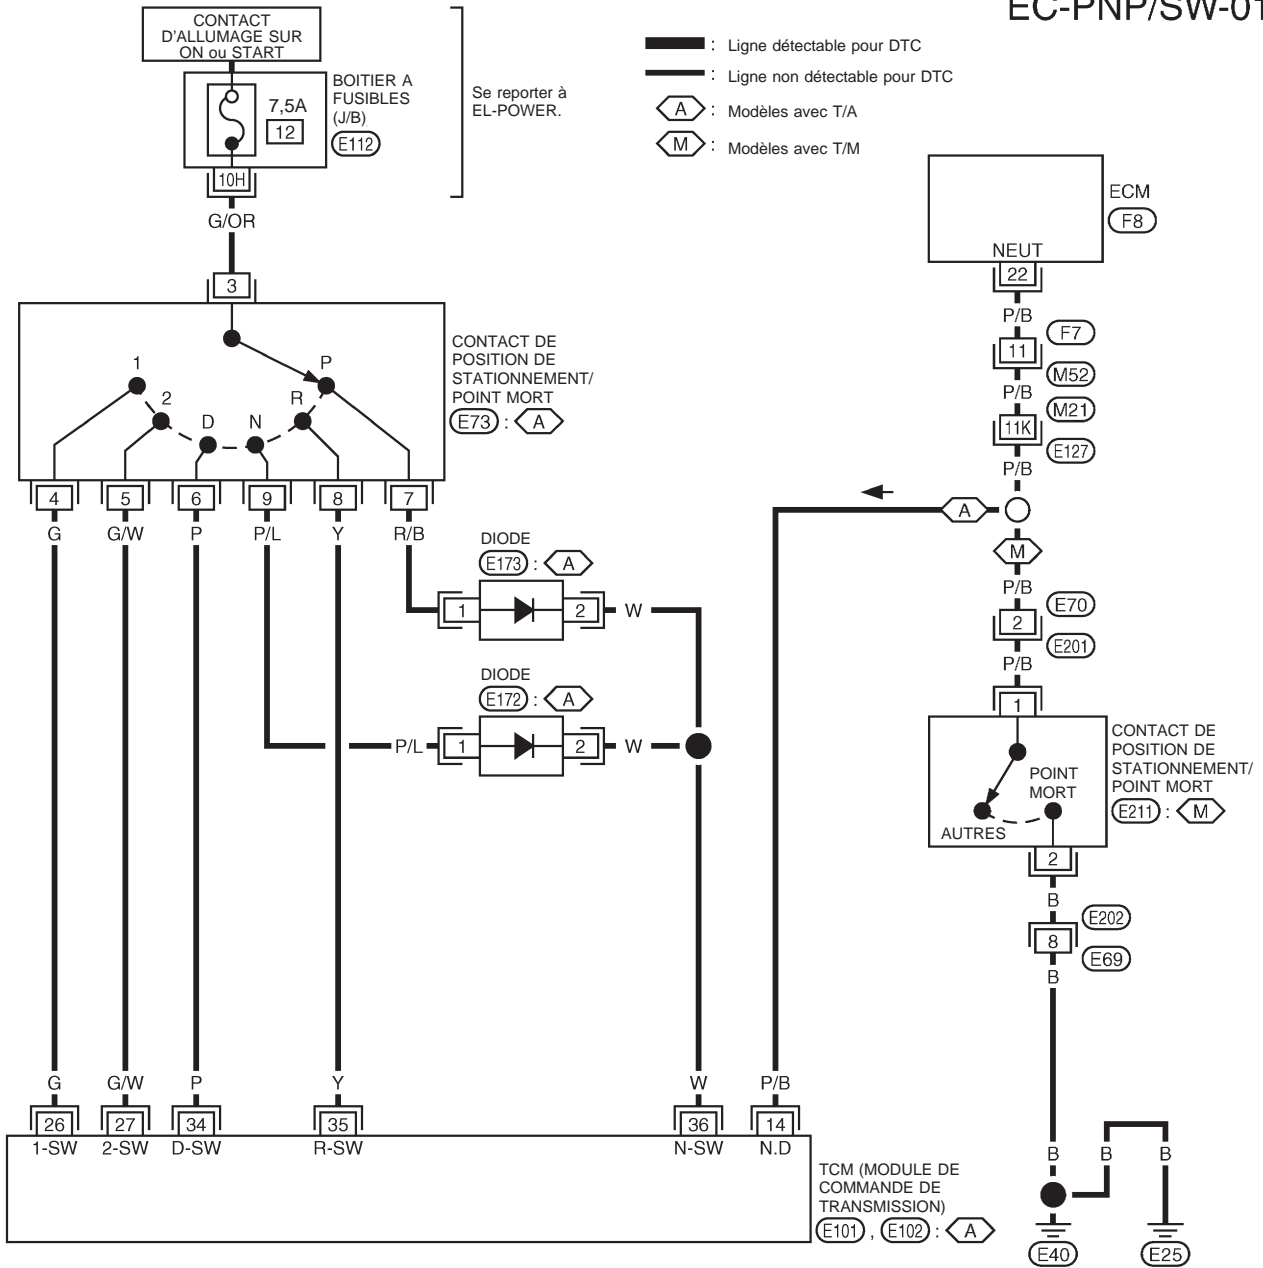 EC-PNP/SW-01
CONTACT
D'ALLUMAGE SUR
ON ou START
7,5A
12
BOITIER A
FUSIBLES
(J/B)
E112
Se reporter à
EL-POWER.
10H
G/OR
3
: Ligne détectable pour DTC
: Ligne non détectable pour DTC
A : Modèles avec T/A
M : Modèles avec T/M
ECM
F8
NEUT
22
P/B
F7
11
M52
P/B
M21
11K
E127
P/B
A
M
P/B
E70
2
E201
P/B
1
CONTACT DE
POSITION DE
STATIONNEMENT/
POINT MORT
E73 : A
1
2
D
N
R
P
4
5
6
9
8
7
G
G/W
P
P/L
Y
R/B
DIODE
E173 : A
1
2
W
DIODE
E172 : A
P/L
1
2
W
POINT
MORT
AUTRES
CONTACT DE
POSITION DE
STATIONNEMENT/
POINT MORT
E211 : M
2
B
E202
8
E69
B
G
G/W
P
Y
W
P/B
26
27
34
35
36
14
1-SW
2-SW
D-SW
R-SW
N-SW
N.D
TCM (MODULE DE
COMMANDE DE
TRANSMISSION)
E101 , E102 : A
B
B
B
E40
E25